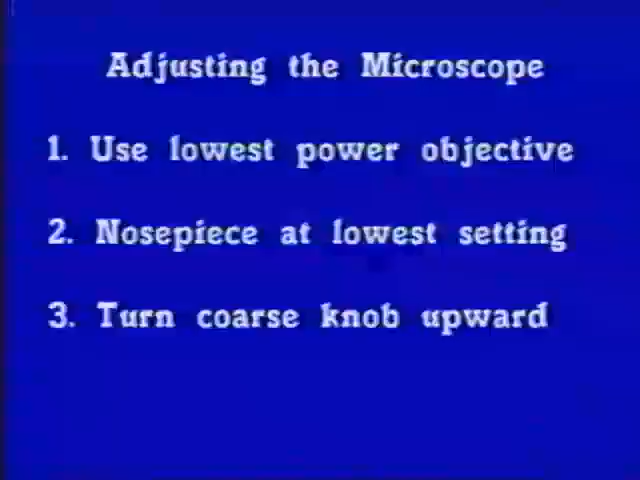 Adjusting the Microscope
1. Use lowest power objective
2. Nosepiece at lowest setting
3. Turn coarse knob upward